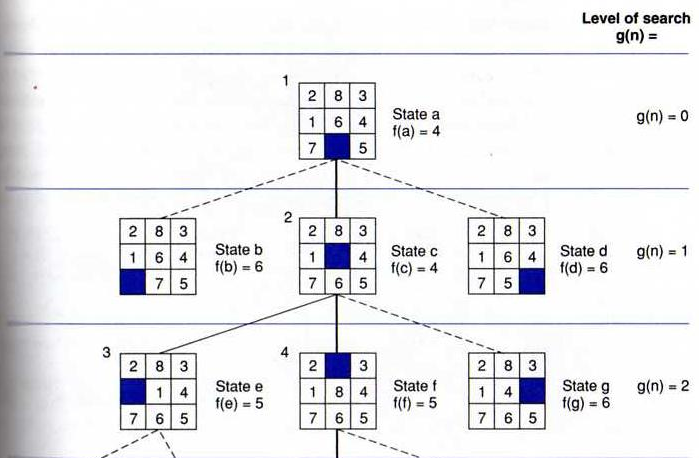 Level of search
g(n) =
1
2 8 3
1 6 4
7 5
State a
f(a) = 4
g(n) = 0
2 8 3
1 6 4
7 5
State b
f(b) = 6
2
2 8 3
1 4
7 6 5
State c
f(c) = 4
2 8 3
1 6 4
7 5
State d
f(d) = 6
g(n) = 1
3
2 8 3
1 4
7 6 5
State e
f(e) = 5
4
2 3
1 8 4
7 6 5
State f
f(f) = 5
2 8 3
1 4
7 6 5
State g
f(g) = 6
g(n) = 2